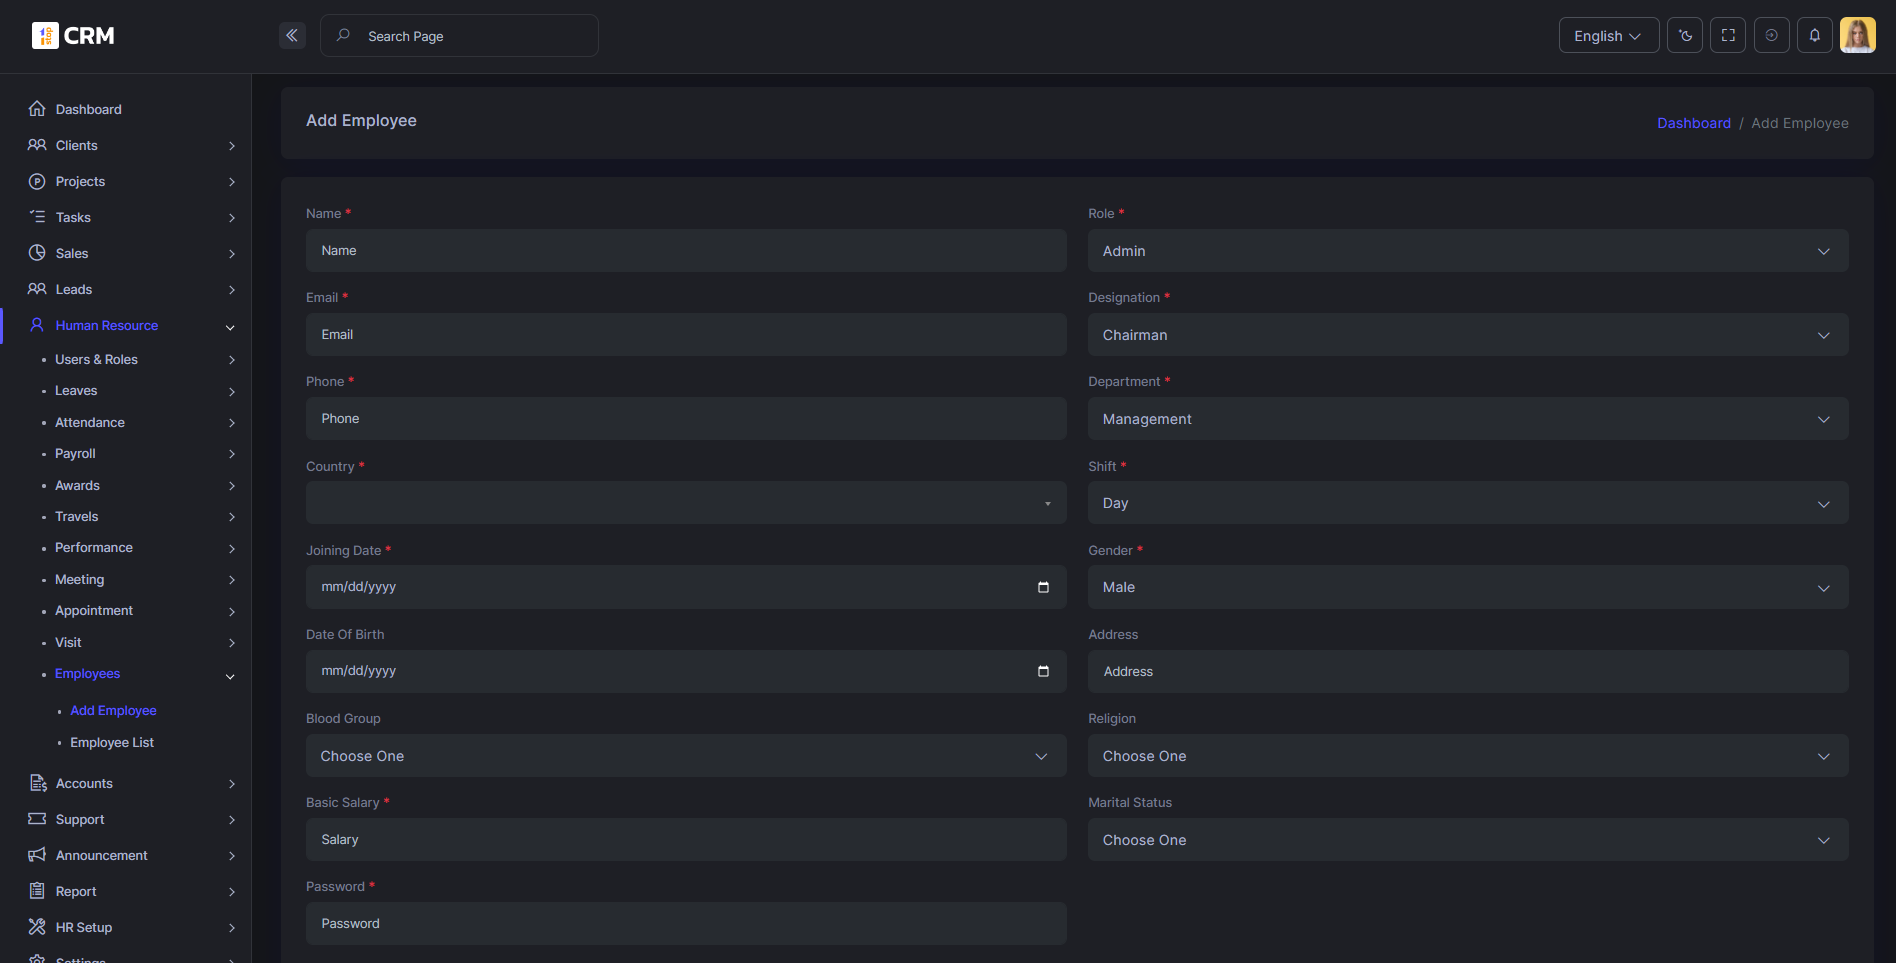 1 stop CRM
Search Page
English
Dashboard
Clients
Projects
Tasks
Sales
Leads
Human Resource
Users & Roles
Leaves
Attendance
Payroll
Awards
Travels
Performance
Meeting
Appointment
Visit
Employees
Add Employee
Employee List
Accounts
Support
Announcement
Report
HR Setup
Settings
Add Employee
Dashboard / Add Employee
Name *
Name
Role *
Admin
Email *
Email
Designation *
Chairman
Phone *
Phone
Department *
Management
Country *
Shift *
Day
Joining Date *
mm/dd/yyyy
Gender *
Male
Date Of Birth
mm/dd/yyyy
Address
Address
Blood Group
Choose One
Religion
Choose One
Basic Salary *
Salary
Marital Status
Choose One
Password *
Password